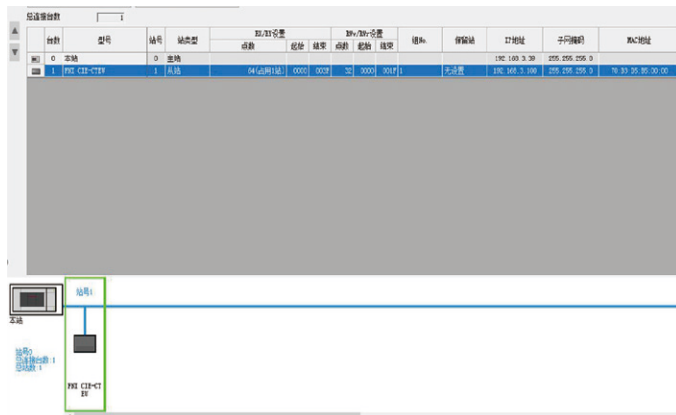 总连接台数 1
台数 型号 站号 站类型 RX/RY设置 RWw/RWr设置 组No. 保留站 IP地址 子网掩码 MAC地址
点数 起始 结束 点数 起始 结束
0 本站 0 主站 192.168.3.39 255.255.255.0
1 PNI CIE-CTEW 1 从站 64(占用1站) 0000 003F 32 0000 001F 1 无设置 192.168.3.100 255.255.255.0
站号1
本站
站号0
总连接台数:1
总站数:1
PNI CIE-CT
EW